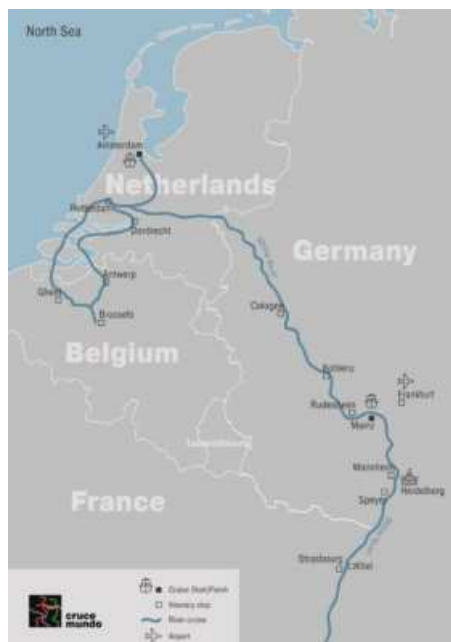 North Sea
Amsterdam
Netherlands
Rotterdam
Dordrecht
Germany
Antwerp
Ghent
Cologne
Brussels
Belgium
Koblenz
Frankfurt
Rudesheim
Mainz
Luxembourg
Mannheim
Heidelberg
Speyer
France
Strasbourg
Kehl
Cruise Start/Finish
Itinerary stop
River cruise
Airport
cruce
mundo